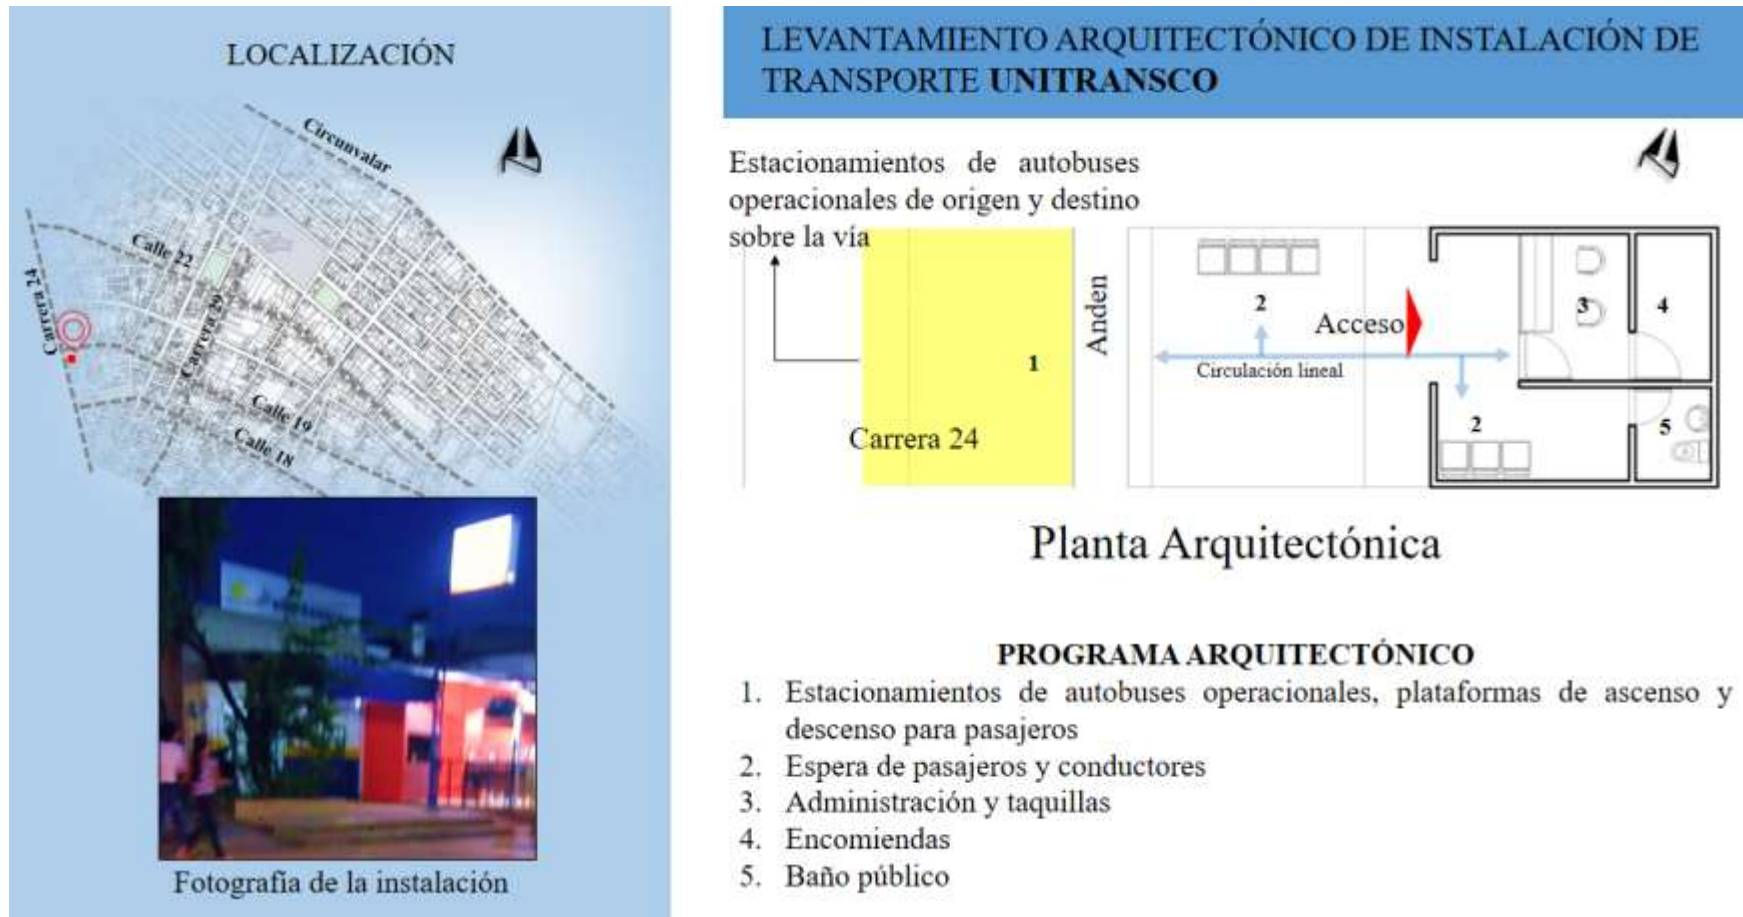 LOCALIZACIÓN
Circunvalar
Calle 22
Carrera 24
Carrera 29
Calle 19
Calle 18
Fotografía de la instalación
LEVANTAMIENTO ARQUITECTÓNICO DE INSTALACIÓN DE
TRANSPORTE UNITRANSCO
Estacionamientos de autobuses
operacionales de origen y destino
sobre la vía
Anden
2
Acceso
3
4
1
Circulación lineal
Carrera 24
2
5
Planta Arquitectónica
PROGRAMA ARQUITECTÓNICO
1. Estacionamientos de autobuses operacionales, plataformas de ascenso y
descenso para pasajeros
2. Espera de pasajeros y conductores
3. Administración y taquillas
4. Encomiendas
5. Baño público